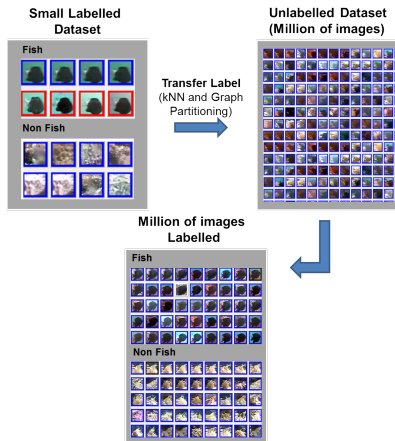 Small Labelled
Dataset
Fish
Non Fish
Transfer Label
(kNN and Graph
Partitioning)
Unlabelled Dataset
(Million of images)
Million of images
Labelled
Fish
Non Fish